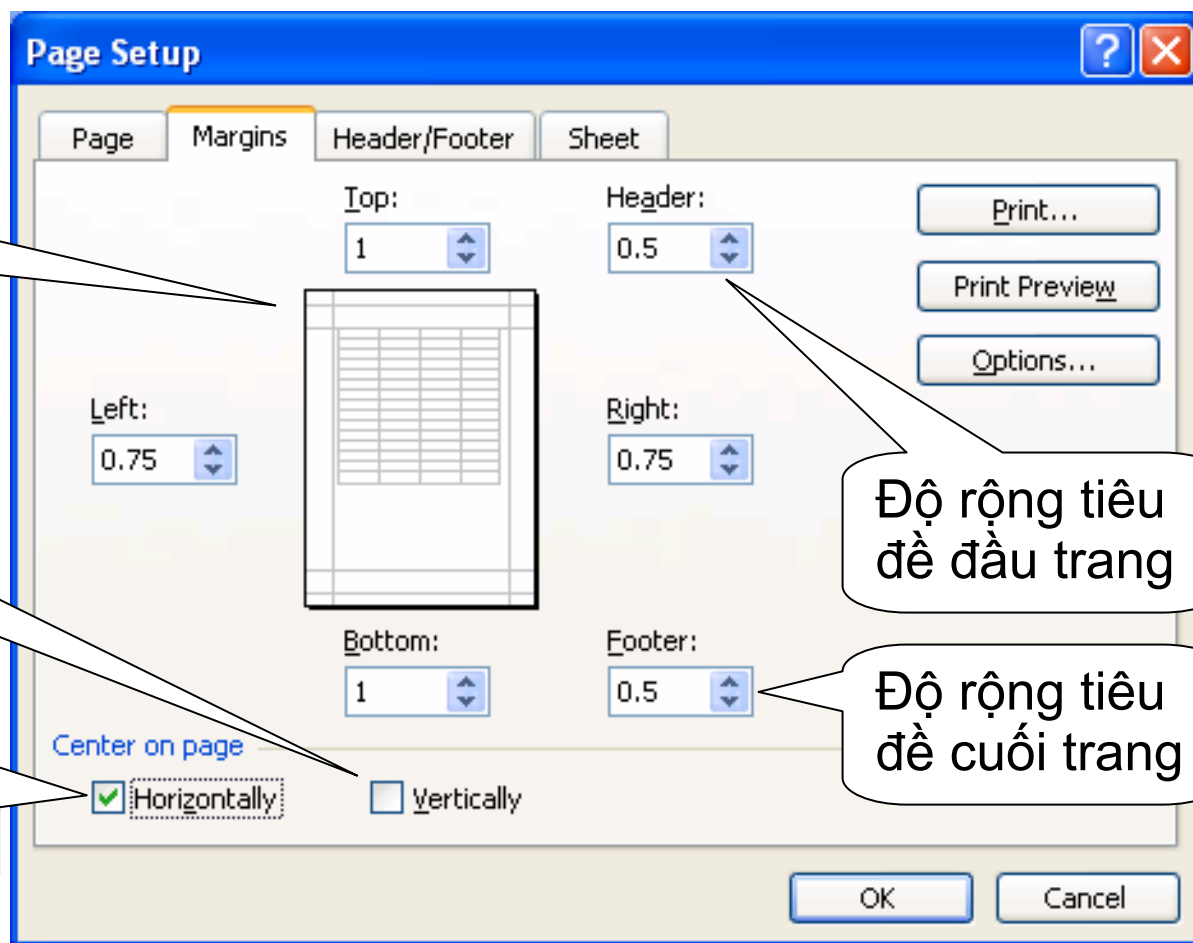 Page Setup
Page Margins Header/Footer Sheet
Top: Header:
1 0.5
Print...
Print Preview
Options...
Left: Right:
0.75 0.75
Độ rộng tiêu
đề đầu trang
Bottom: Footer:
1 0.5
Độ rộng tiêu
đề cuối trang
Center on page
Horizontally Vertically
OK Cancel